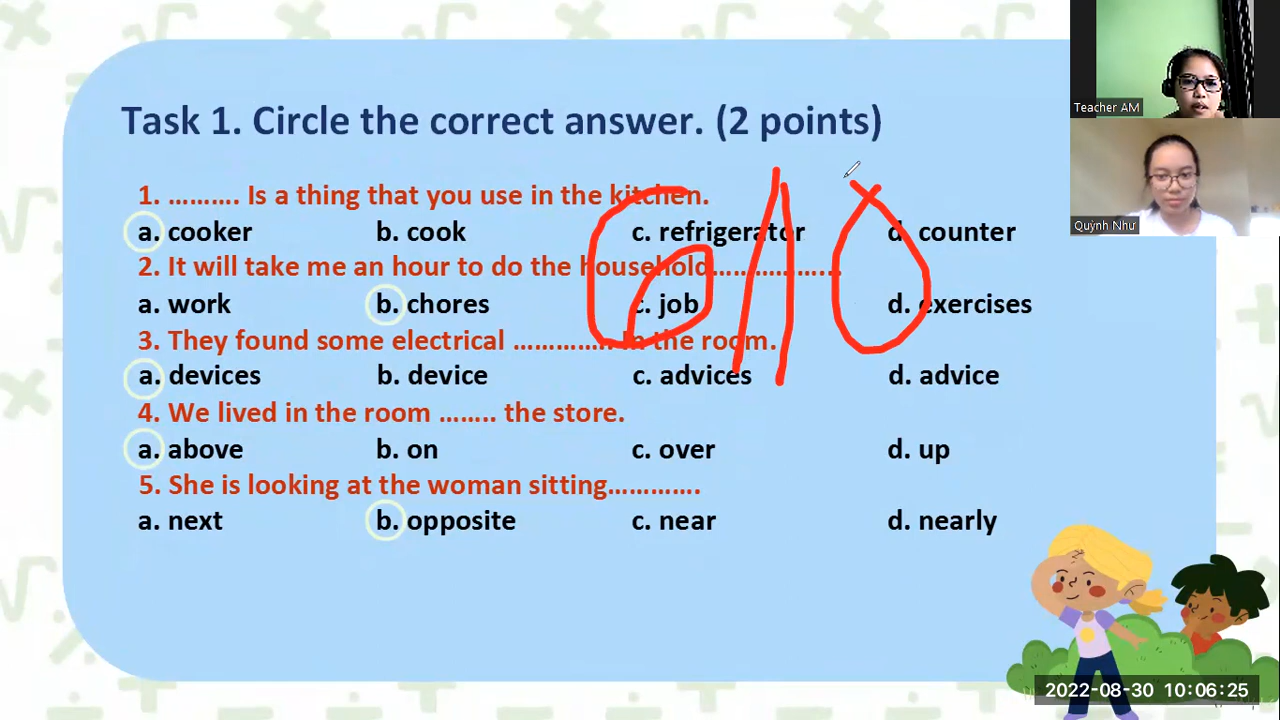 Task 1. Circle the correct answer. (2 points)
1. ………. Is a thing that you use in the kitchen.
a. cooker b. cook c. refrigerator d. counter
2. It will take me an hour to do the household……………..
a. work b. chores c. job d. exercises
3. They found some electrical ………….. In the room.
a. devices b. device c. advices d. advice
4. We lived in the room …….. the store.
a. above b. on c. over d. up
5. She is looking at the woman sitting………….
a. next b. opposite c. near d. nearly
6/10
Teacher AM
Quỳnh Như
2022-08-30 10:06:25